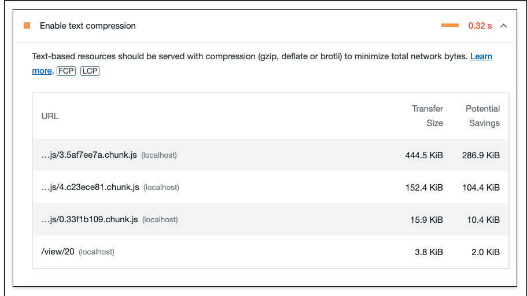 Enable text compression 0.32 s
Text-based resources should be served with compression (gzip, deflate or brotli) to minimize total network bytes. Learn
more. FCP LCP
URL Transfer Size Potential Savings
...js/3.5af7ee7a.chunk.js (localhost) 444.5 KiB 286.9 KiB
...js/4.c23ece81.chunk.js (localhost) 152.4 KiB 104.4 KiB
...js/0.33f1b109.chunk.js (localhost) 15.9 KiB 10.4 KiB
/view/20 (localhost) 3.8 KiB 2.0 KiB